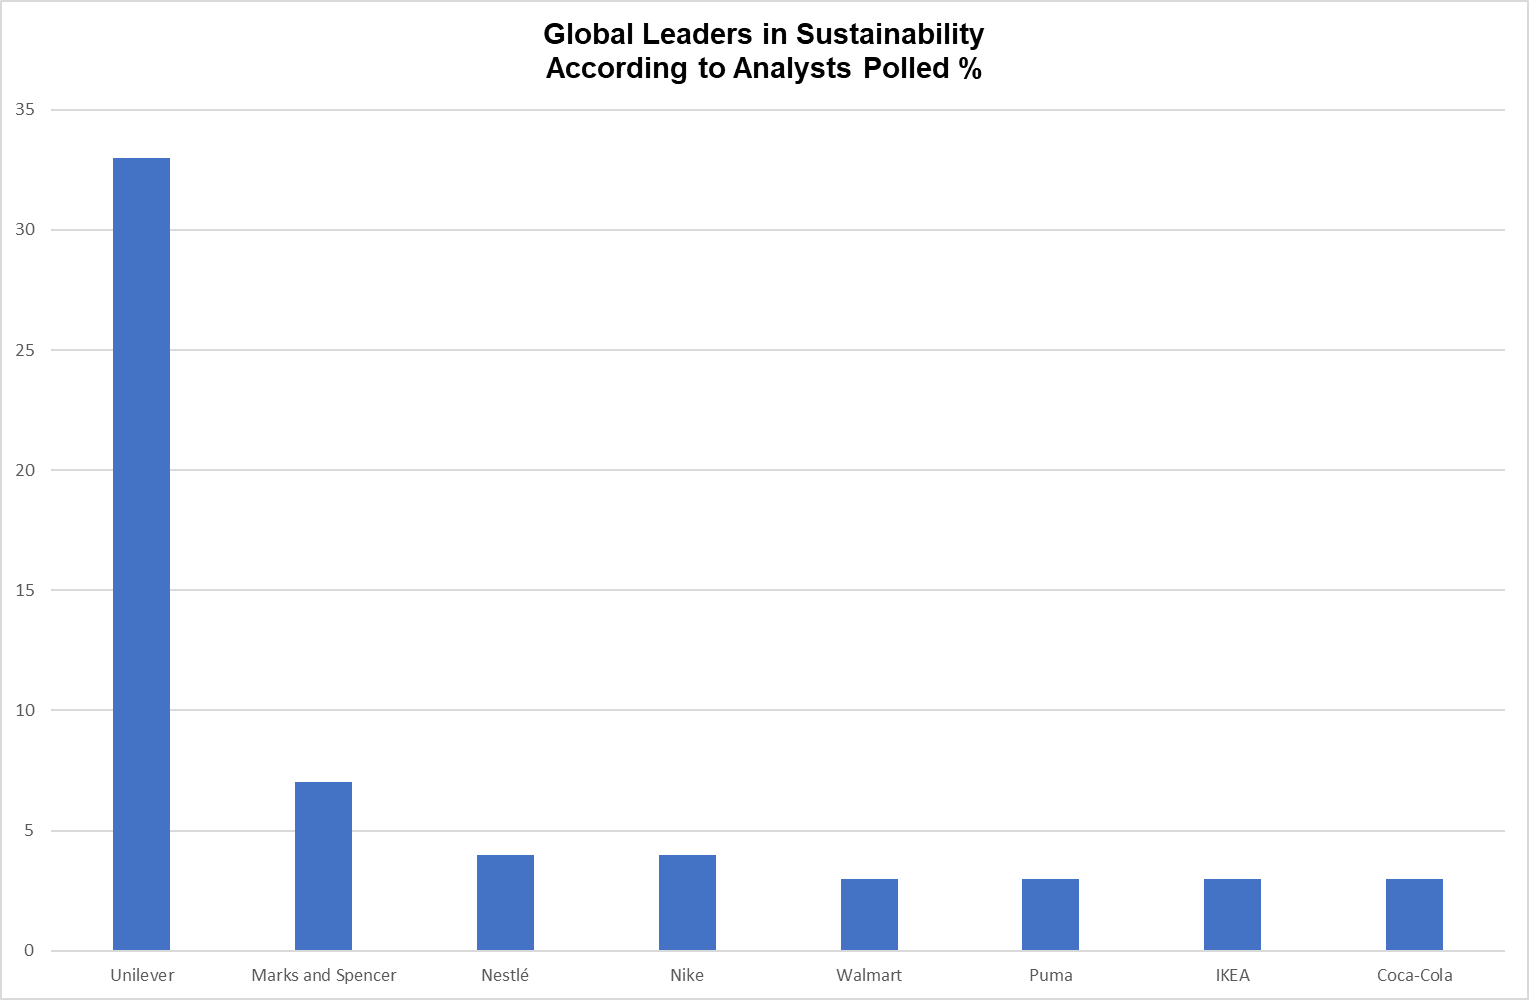 Global Leaders in Sustainability
According to Analysts Polled %
35
30
25
20
15
10
5
0
Unilever
Marks and Spencer
Nestlé
Nike
Walmart
Puma
IKEA
Coca-Cola